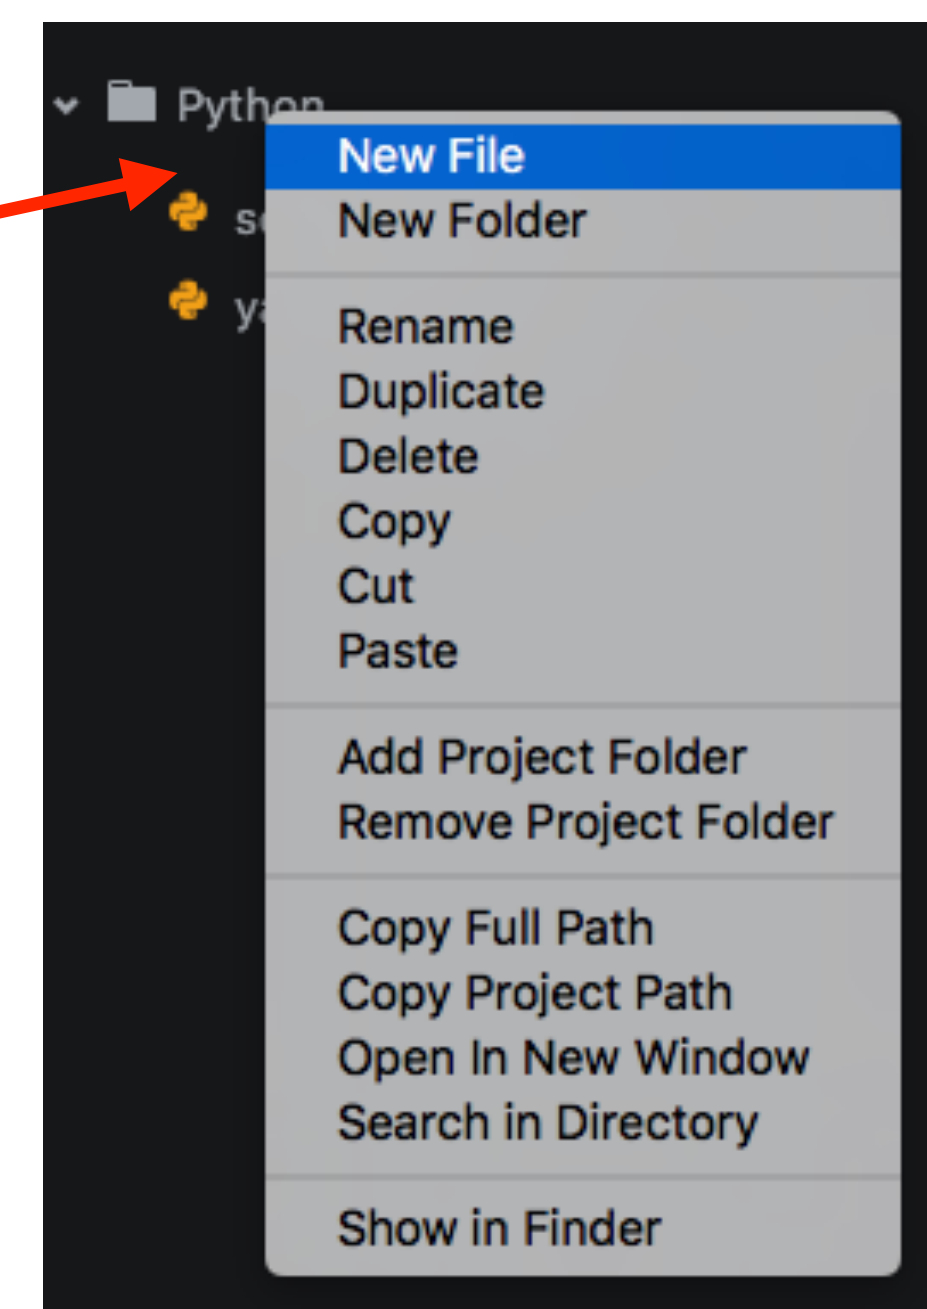 Python
New File
New Folder
Rename
Duplicate
Delete
Copy
Cut
Paste
Add Project Folder
Remove Project Folder
Copy Full Path
Copy Project Path
Open In New Window
Search in Directory
Show in Finder